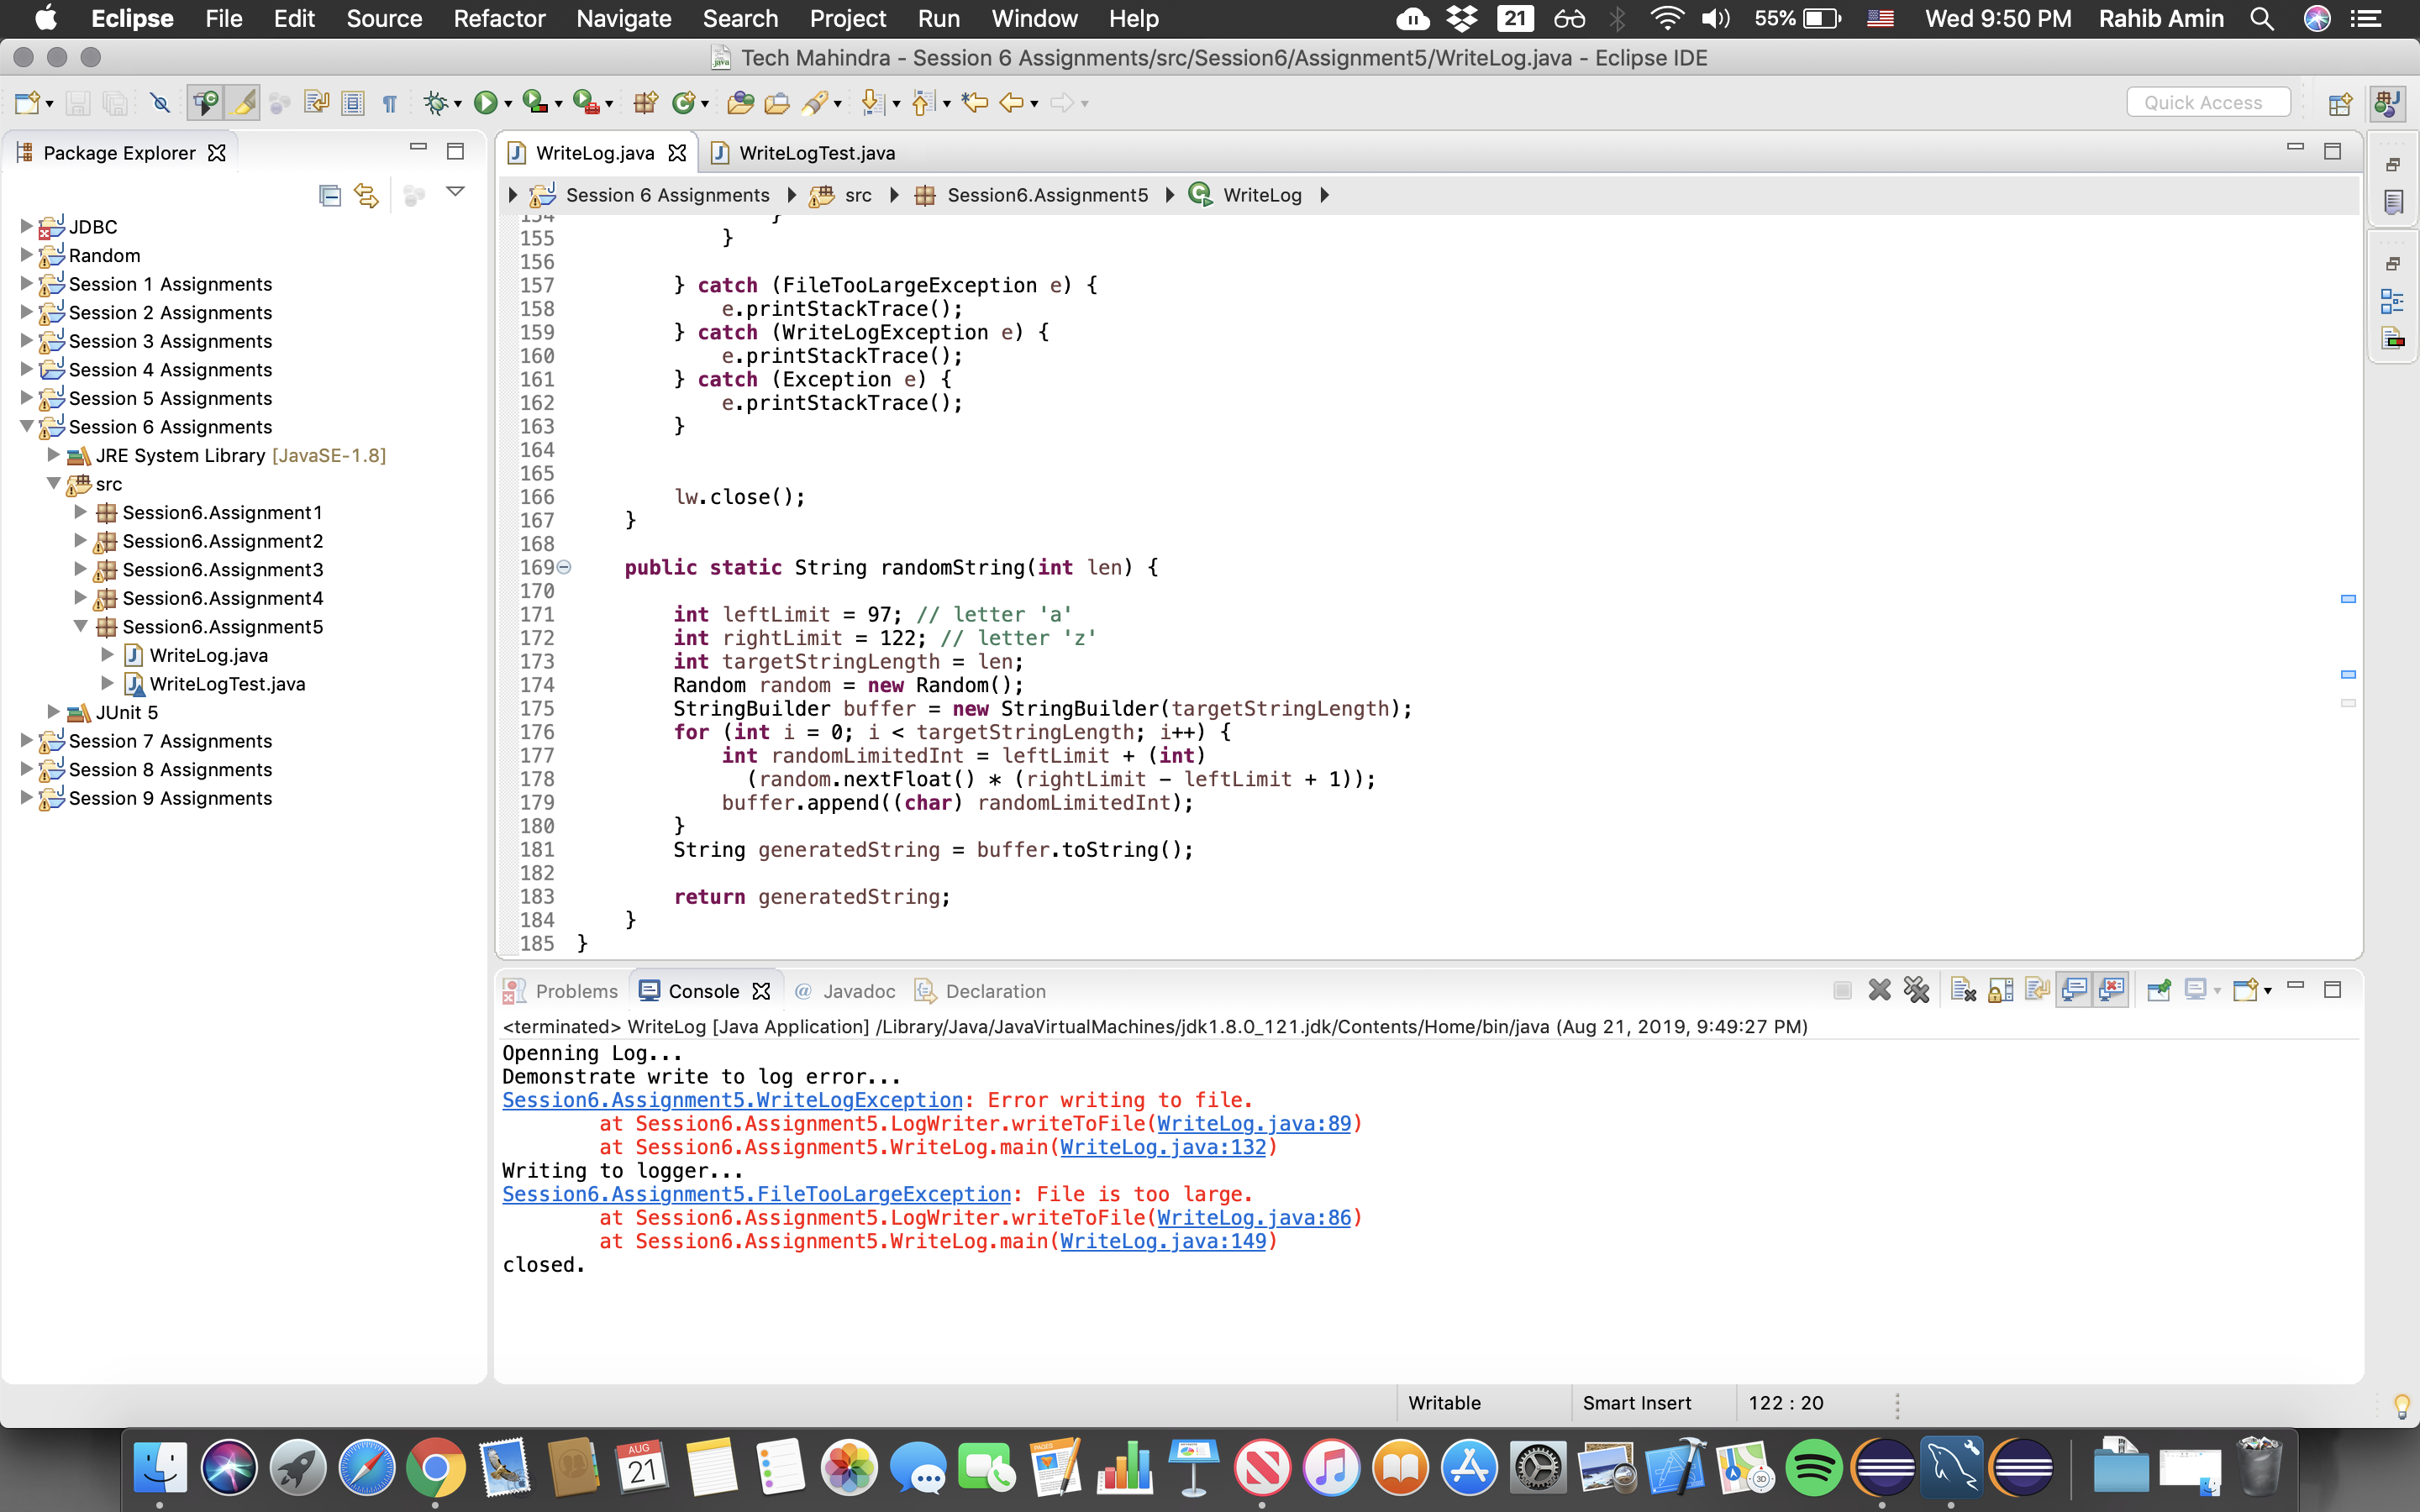 Eclipse File Edit Source Refactor Navigate Search Project Run Window Help 21 55% Wed 9:50 PM Rahib Amin
Tech Mahindra - Session 6 Assignments/src/Session6/Assignment5/WriteLog.java - Eclipse IDE
Quick Access
Package Explorer
JDBC
Random
Session 1 Assignments
Session 2 Assignments
Session 3 Assignments
Session 4 Assignments
Session 5 Assignments
Session 6 Assignments
JRE System Library [JavaSE-1.8]
src
Session6.Assignment1
Session6.Assignment2
Session6.Assignment3
Session6.Assignment4
Session6.Assignment5
WriteLog.java
WriteLogTest.java
JUnit 5
Session 7 Assignments
Session 8 Assignments
Session 9 Assignments
WriteLog.java WriteLogTest.java
Session 6 Assignments src Session6.Assignment5 WriteLog
154 }
155 }
156
157 } catch (FileTooLargeException e) {
158 e.printStackTrace();
159 } catch (WriteLogException e) {
160 e.printStackTrace();
161 } catch (Exception e) {
162 e.printStackTrace();
163 }
164
165
166 lw.close();
167 }
168
169 public static String randomString(int len) {
170
171 int leftLimit = 97; // letter 'a'
172 int rightLimit = 122; // letter 'z'
173 int targetStringLength = len;
174 Random random = new Random();
175 StringBuilder buffer = new StringBuilder(targetStringLength);
176 for (int i = 0; i < targetStringLength; i++) {
177 int randomLimitedInt = leftLimit + (int)
178 (random.nextFloat() * (rightLimit - leftLimit + 1));
179 buffer.append((char) randomLimitedInt);
180 }
181 String generatedString = buffer.toString();
182
183 return generatedString;
184 }
185 }
Problems Console Javadoc Declaration
<terminated> WriteLog [Java Application] /Library/Java/JavaVirtualMachines/jdk1.8.0_121.jdk/Contents/Home/bin/java (Aug 21, 2019, 9:49:27 PM)
Openning Log...
Demonstrate write to log error...
Session6.Assignment5.WriteLogException: Error writing to file.
at Session6.Assignment5.LogWriter.writeToFile(WriteLog.java:89)
at Session6.Assignment5.WriteLog.main(WriteLog.java:132)
Writing to logger...
Session6.Assignment5.FileTooLargeException: File is too large.
at Session6.Assignment5.LogWriter.writeToFile(WriteLog.java:86)
at Session6.Assignment5.WriteLog.main(WriteLog.java:149)
closed.
Writable Smart Insert 122 : 20
AUG
21
PAGES
3D